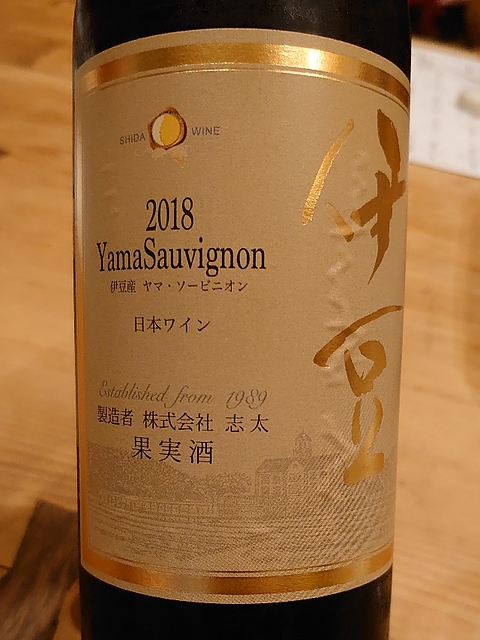 SHIDA WINE
伊豆
2018
YamaSauvignon
伊豆産 ヤマ・ソービニオン
日本ワイン
Established from 1989
製造者 株式会社 志太
果実酒